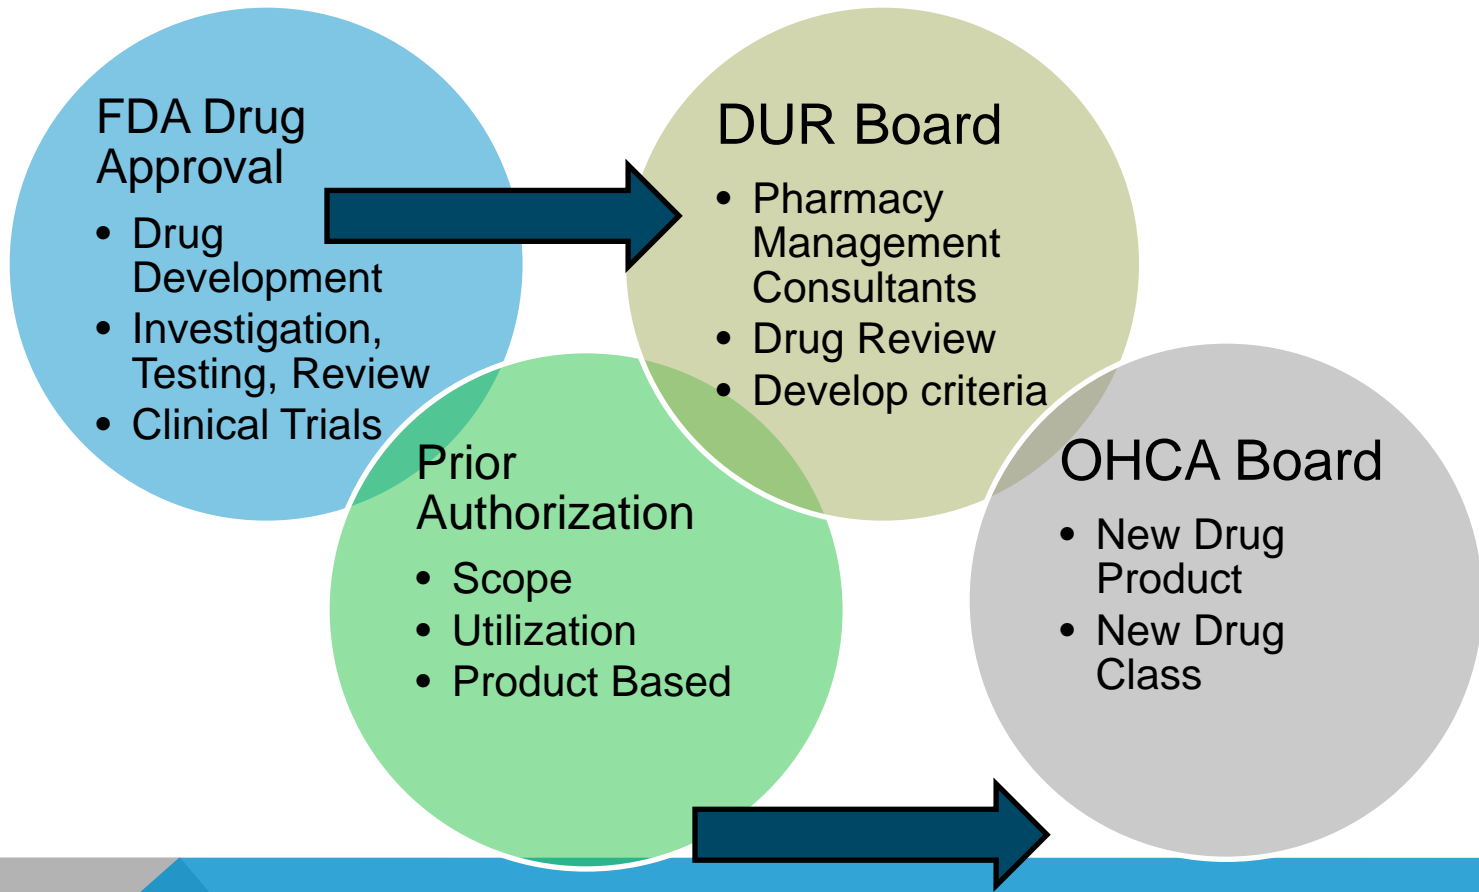 FDA Drug
Approval
• Drug
Development
• Investigation,
Testing, Review
• Clinical Trials
Prior
Authorization
• Scope
• Utilization
• Product Based
DUR Board
• Pharmacy
Management
Consultants
• Drug Review
• Develop criteria
OHCA Board
• New Drug
Product
• New Drug
Class